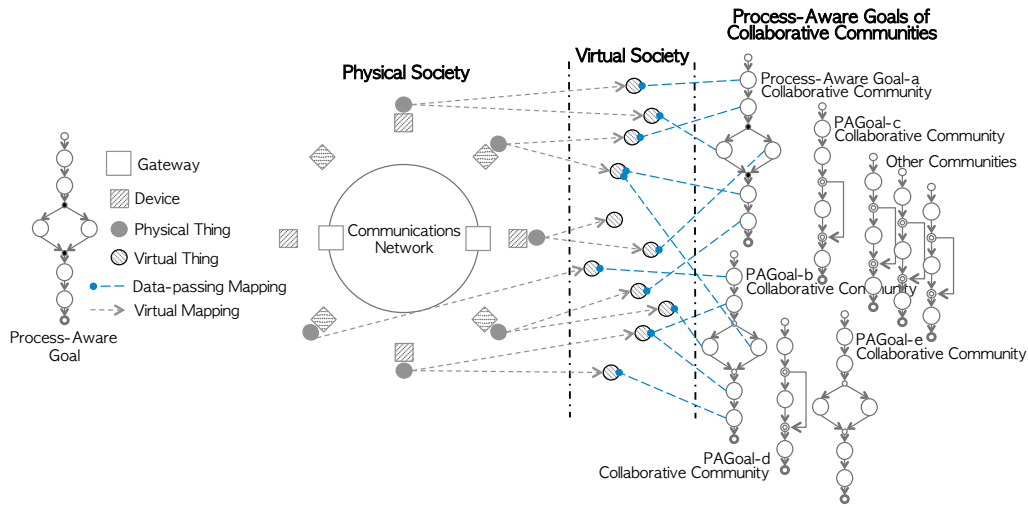 Process-Aware Goals of
Collaborative Communities
Physical Society
Virtual Society
Process-Aware Goal-a
Collaborative Community
PAGoal-c
Collaborative Community
Other Communities
Gateway
Device
Physical Thing
Virtual Thing
Data-passing Mapping
Virtual Mapping
Process-Aware
Goal
Communications
Network
PAGoal-b
Collaborative Community
PAGoal-e
Collaborative Community
PAGoal-d
Collaborative Community